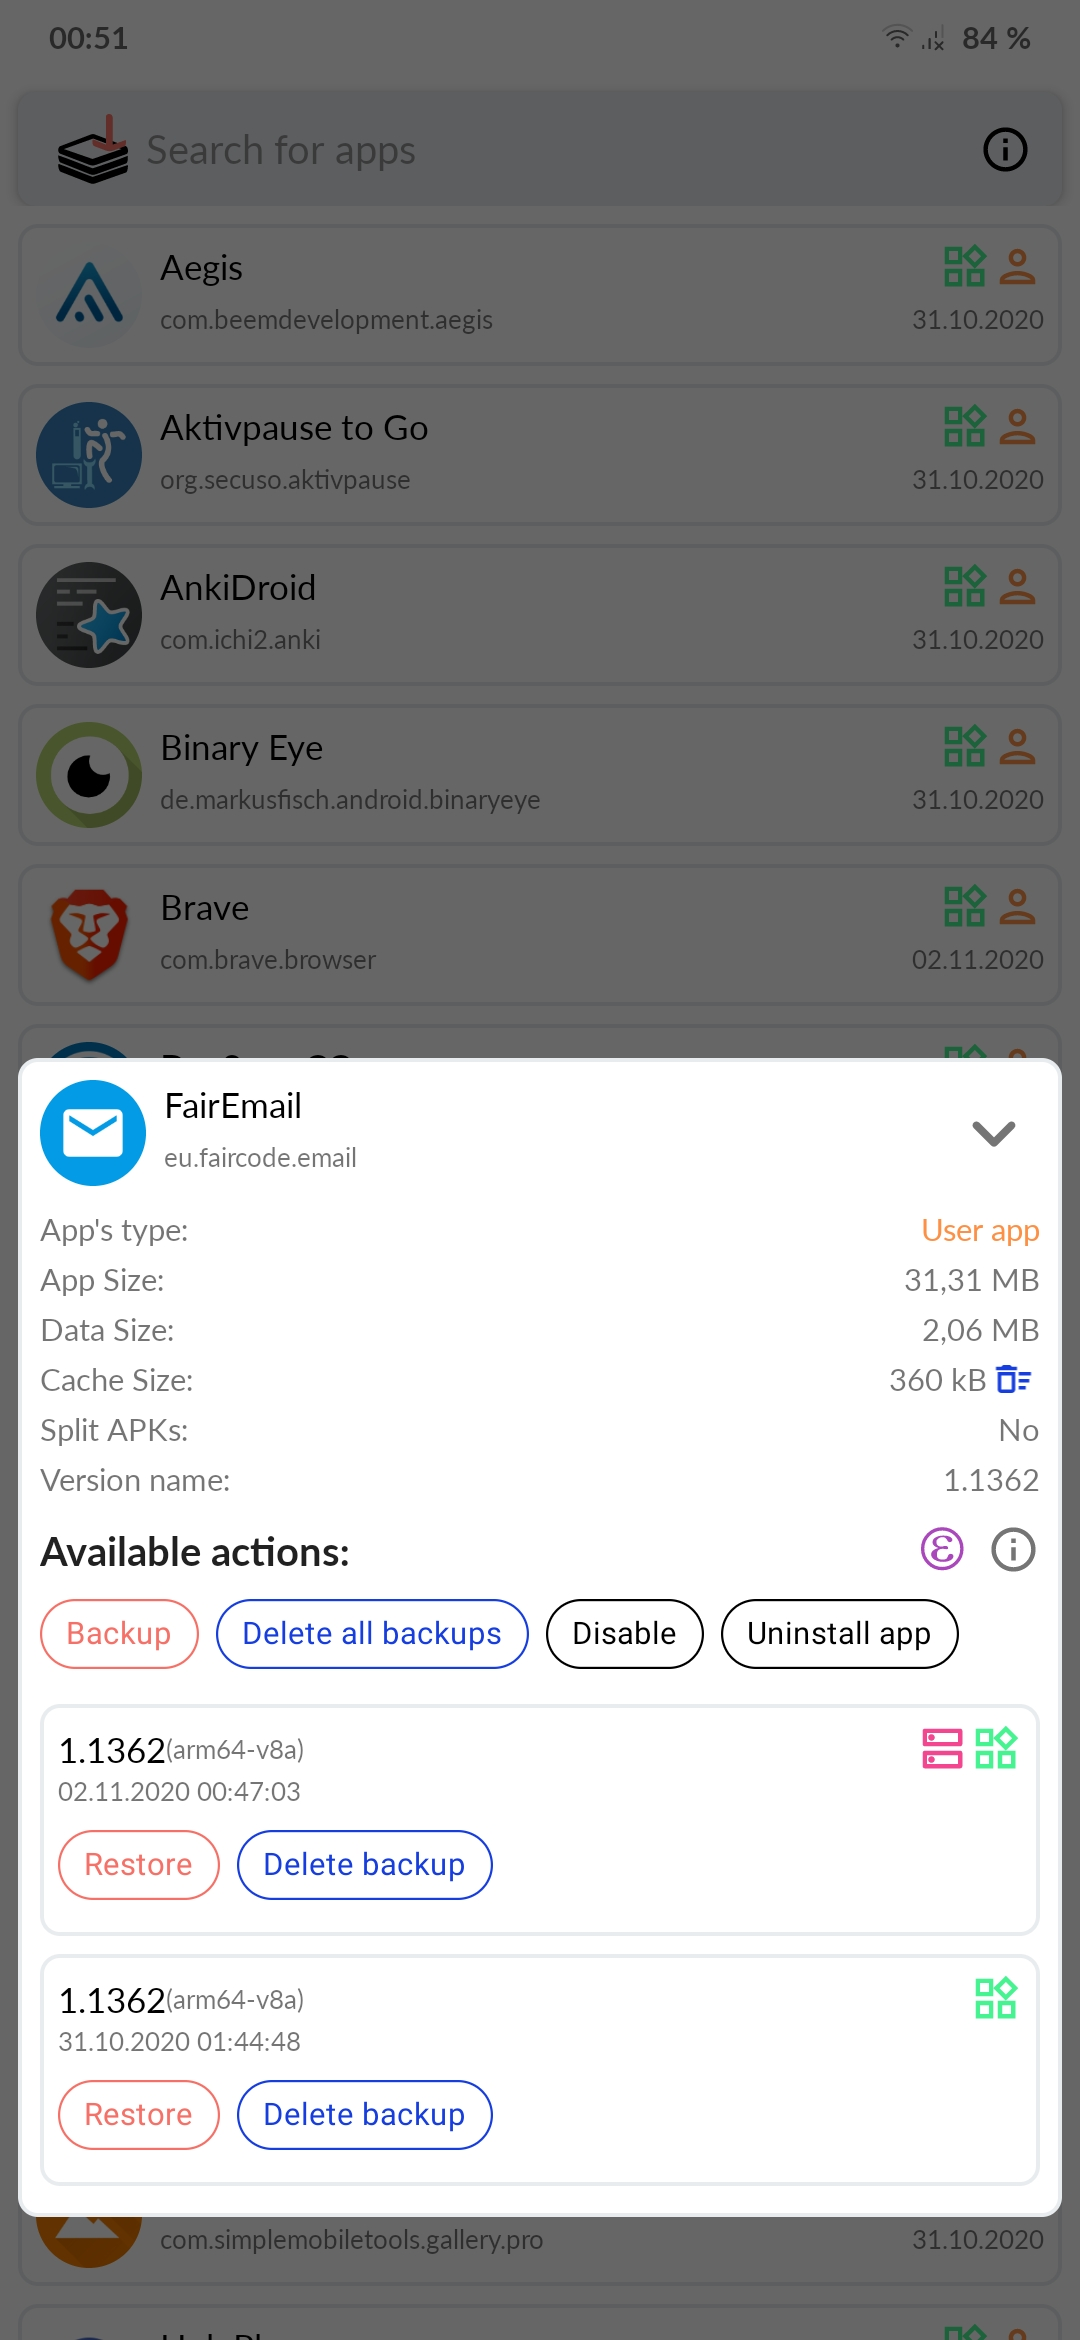 00:51 84 %
Search for apps
Aegis
com.beemdevelopment.aegis 31.10.2020
Aktivpause to Go
org.secuso.aktivpause 31.10.2020
AnkiDroid
com.ichi2.anki 31.10.2020
Binary Eye
de.markusfisch.android.binaryeye 31.10.2020
Brave
com.brave.browser 02.11.2020
FairEmail
eu.faircode.email
App's type: User app
App Size: 31,31 MB
Data Size: 2,06 MB
Cache Size: 360 kB
Split APKs: No
Version name: 1.1362
Available actions:
Backup Delete all backups Disable Uninstall app
1.1362(arm64-v8a)
02.11.2020 00:47:03
Restore Delete backup
1.1362(arm64-v8a)
31.10.2020 01:44:48
Restore Delete backup
com.simplemobiletools.gallery.pro 31.10.2020